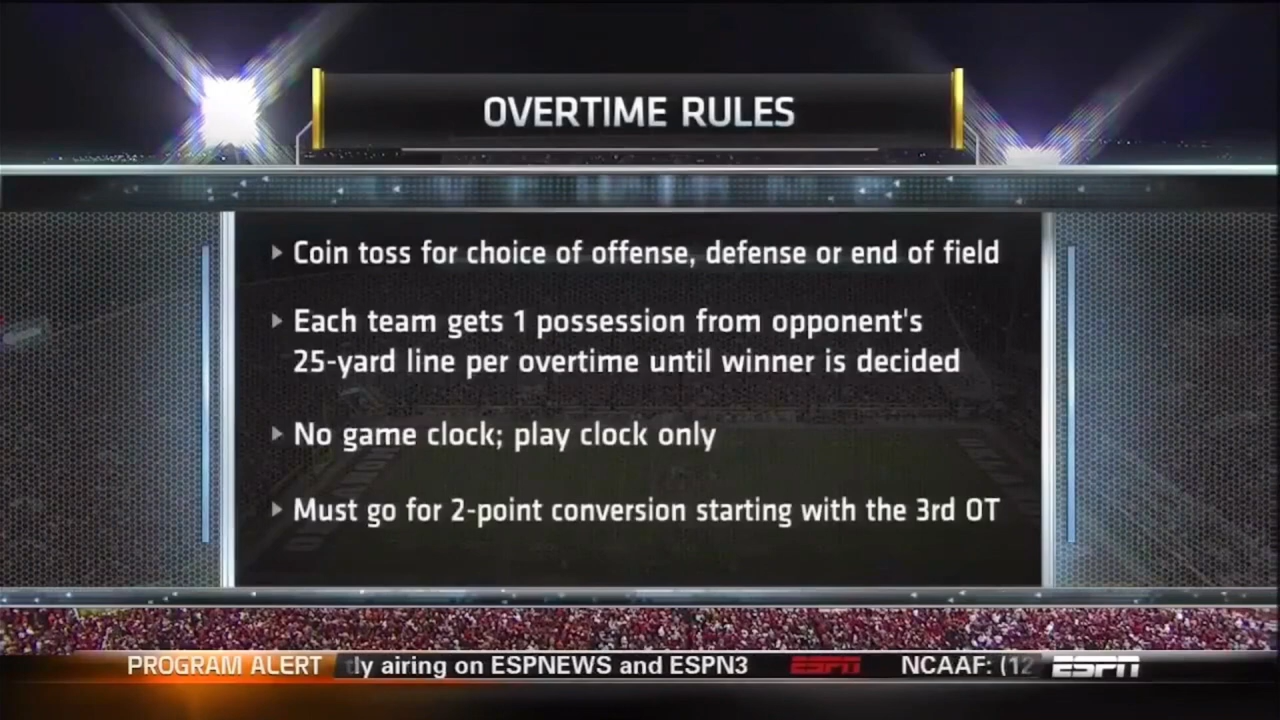 OVERTIME RULES
Coin toss for choice of offense, defense or end of field
Each team gets 1 possession from opponent's
25-yard line per overtime until winner is decided
No game clock; play clock only
Must go for 2-point conversion starting with the 3rd OT
PROGRAM ALERT dly airing on ESPNEWS and ESPN3 ESPN NCAAF: (12 ESPN